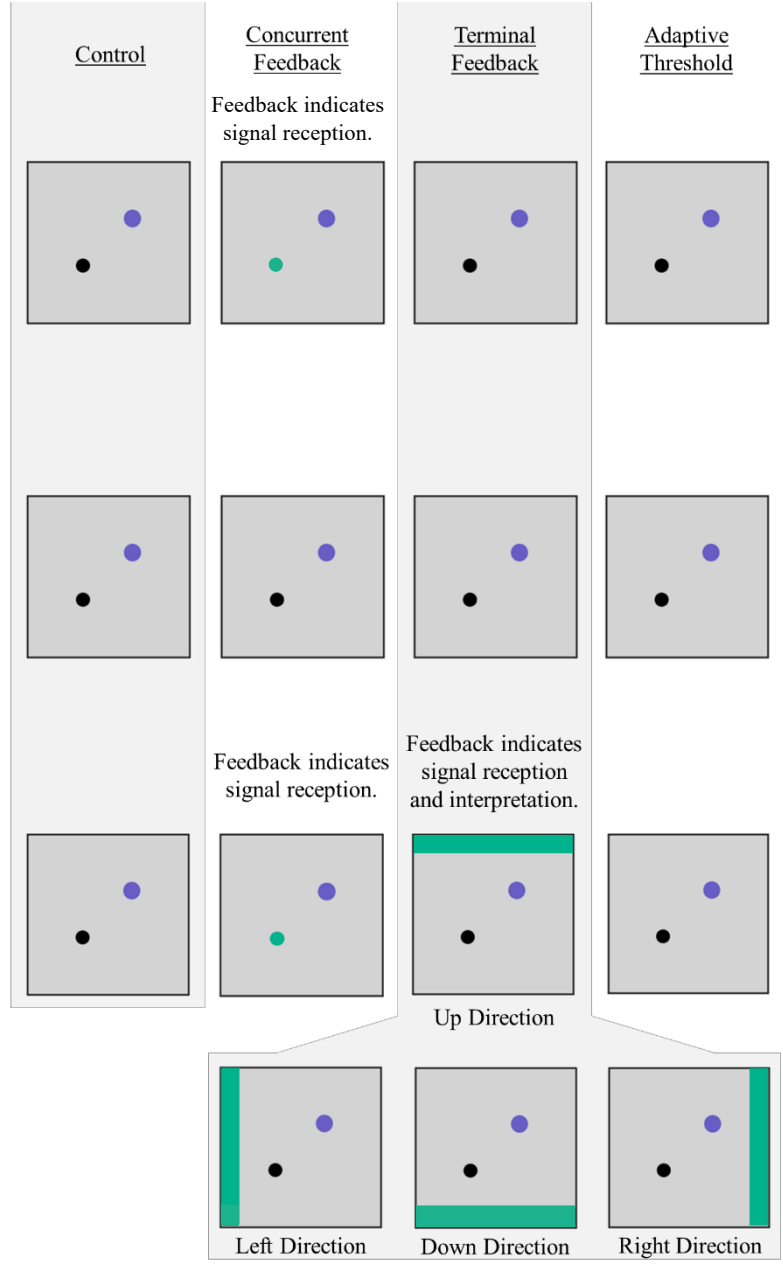 Control
Concurrent
Feedback
Terminal
Feedback
Adaptive
Threshold
Feedback indicates
signal reception.
Feedback indicates
signal reception.
Feedback indicates
signal reception
and interpretation.
Up Direction
Left Direction
Down Direction
Right Direction